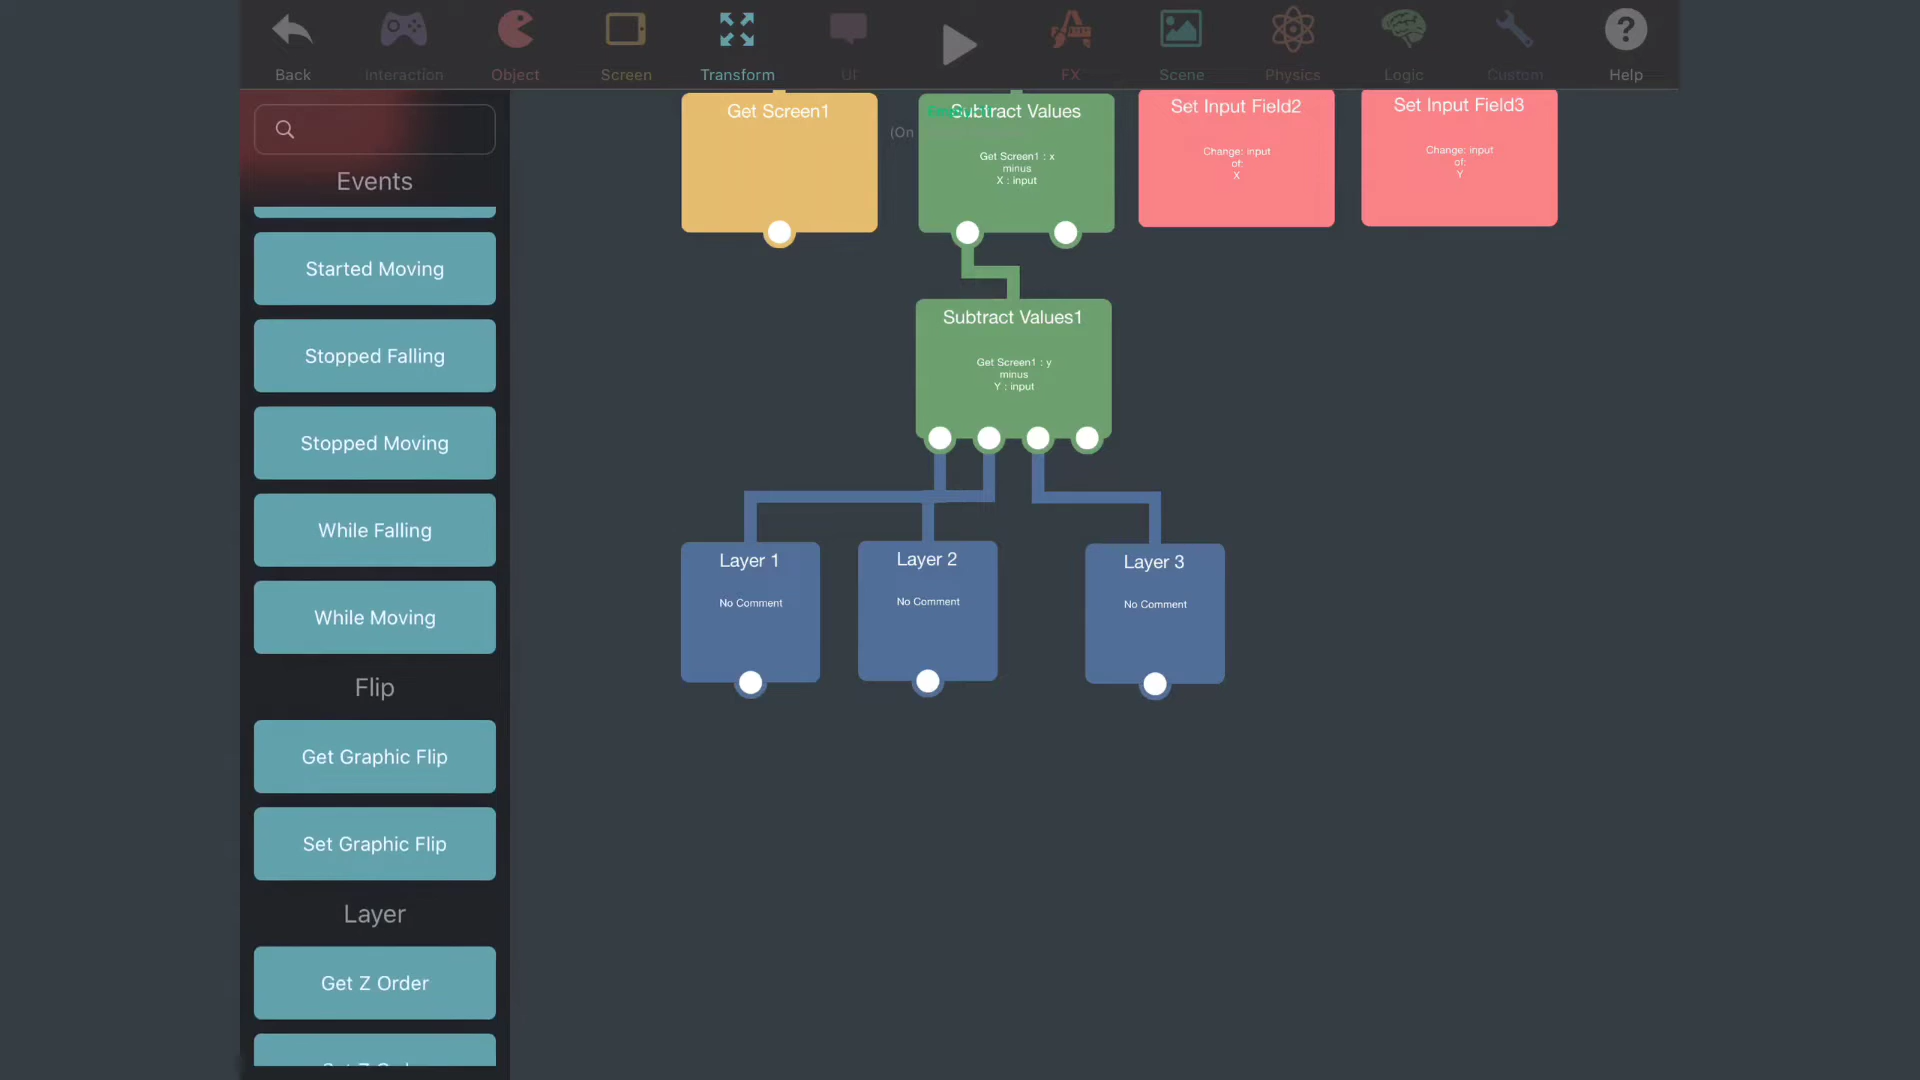 Back
Interaction
Object
Screen
Transform
UI
FX
Scene
Physics
Logic
Custom
Help
Events
Started Moving
Stopped Falling
Stopped Moving
While Falling
While Moving
Flip
Get Graphic Flip
Set Graphic Flip
Layer
Get Z Order
Get Screen1
(On
Subtract Values
Get Screen1 : x
minus
X : input
Set Input Field2
Change: input
of:
X
Set Input Field3
Change: input
of:
Y
Subtract Values1
Get Screen1 : y
minus
Y : input
Layer 1
No Comment
Layer 2
No Comment
Layer 3
No Comment